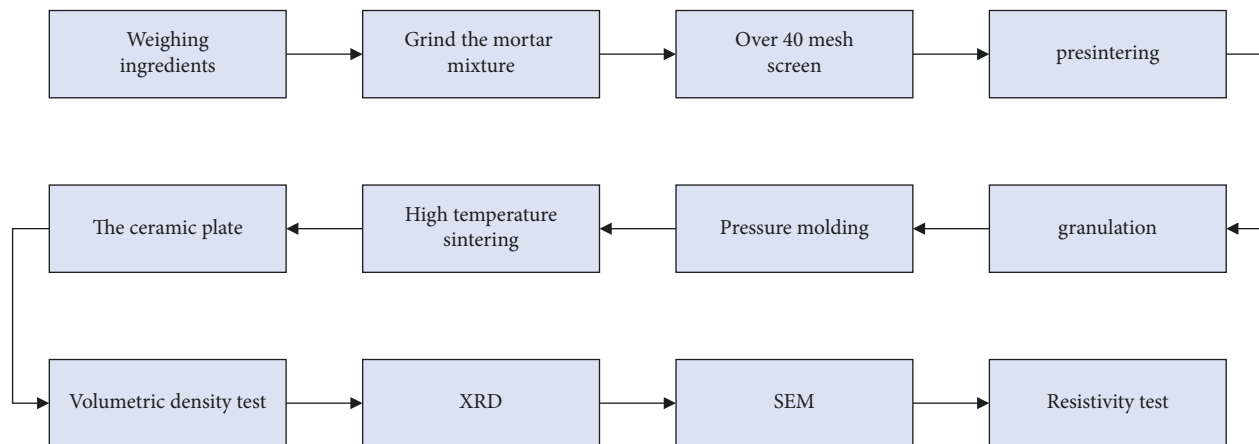 Weighing
ingredients
Grind the mortar
mixture
Over 40 mesh
screen
presintering
The ceramic plate
High temperature
sintering
Pressure molding
granulation
Volumetric density test
XRD
SEM
Resistivity test